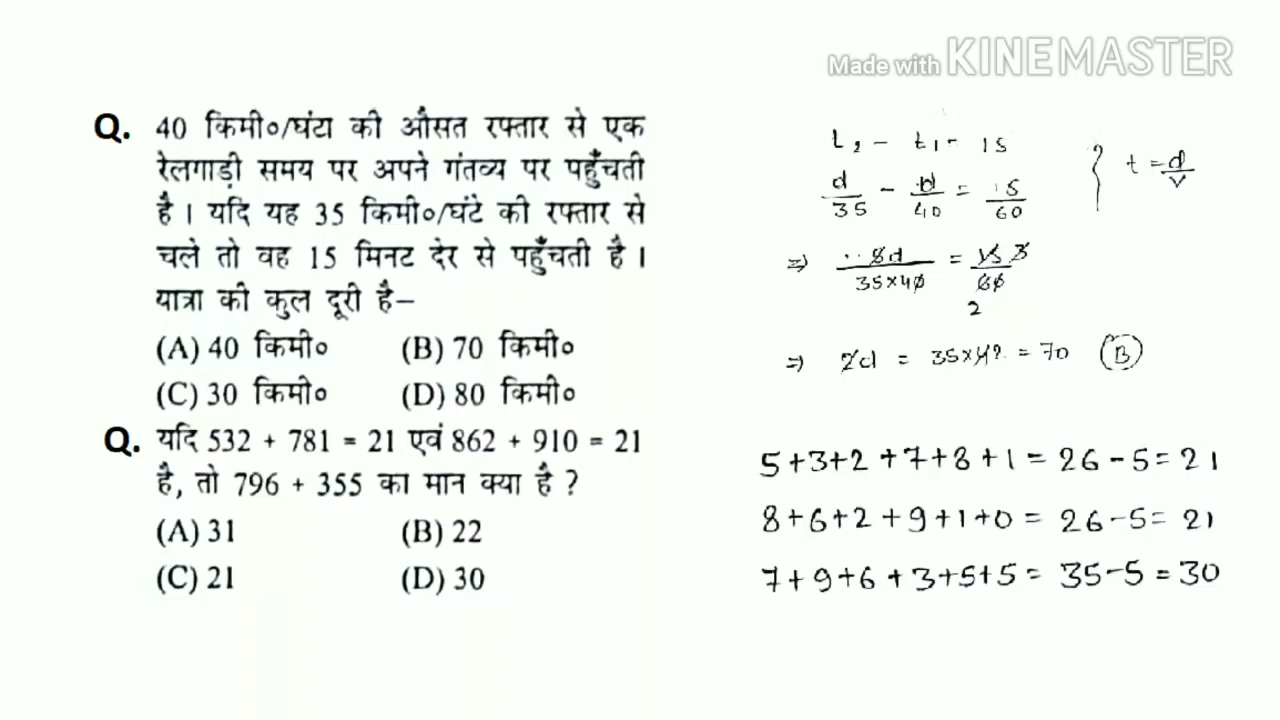 Made with KINEMASTER
Q. 40 किमी०/घंटा की औसत रफ्तार से एक
रेलगाड़ी समय पर अपने गंतव्य पर पहुँचती
है । यदि यह 35 किमी०/घंटे की रफ्तार से
चले तो वह 15 मिनट देर से पहुँचती है ।
यात्रा की कुल दूरी है–
(A) 40 किमी० (B) 70 किमी०
(C) 30 किमी० (D) 80 किमी०
Q. यदि 532 + 781 = 21 एवं 862 + 910 = 21
है, तो 796 + 355 का मान क्या है ?
(A) 31 (B) 22
(C) 21 (D) 30
t = d/v
d/35 - d/40 = 15/60
35×40
2
= 70 (B)
5+3+2+7+8+1 = 26-5 = 21
8+6+2+9+1+0 = 26-5 = 21
7+9+6+3+5+5 = 35-5 = 30